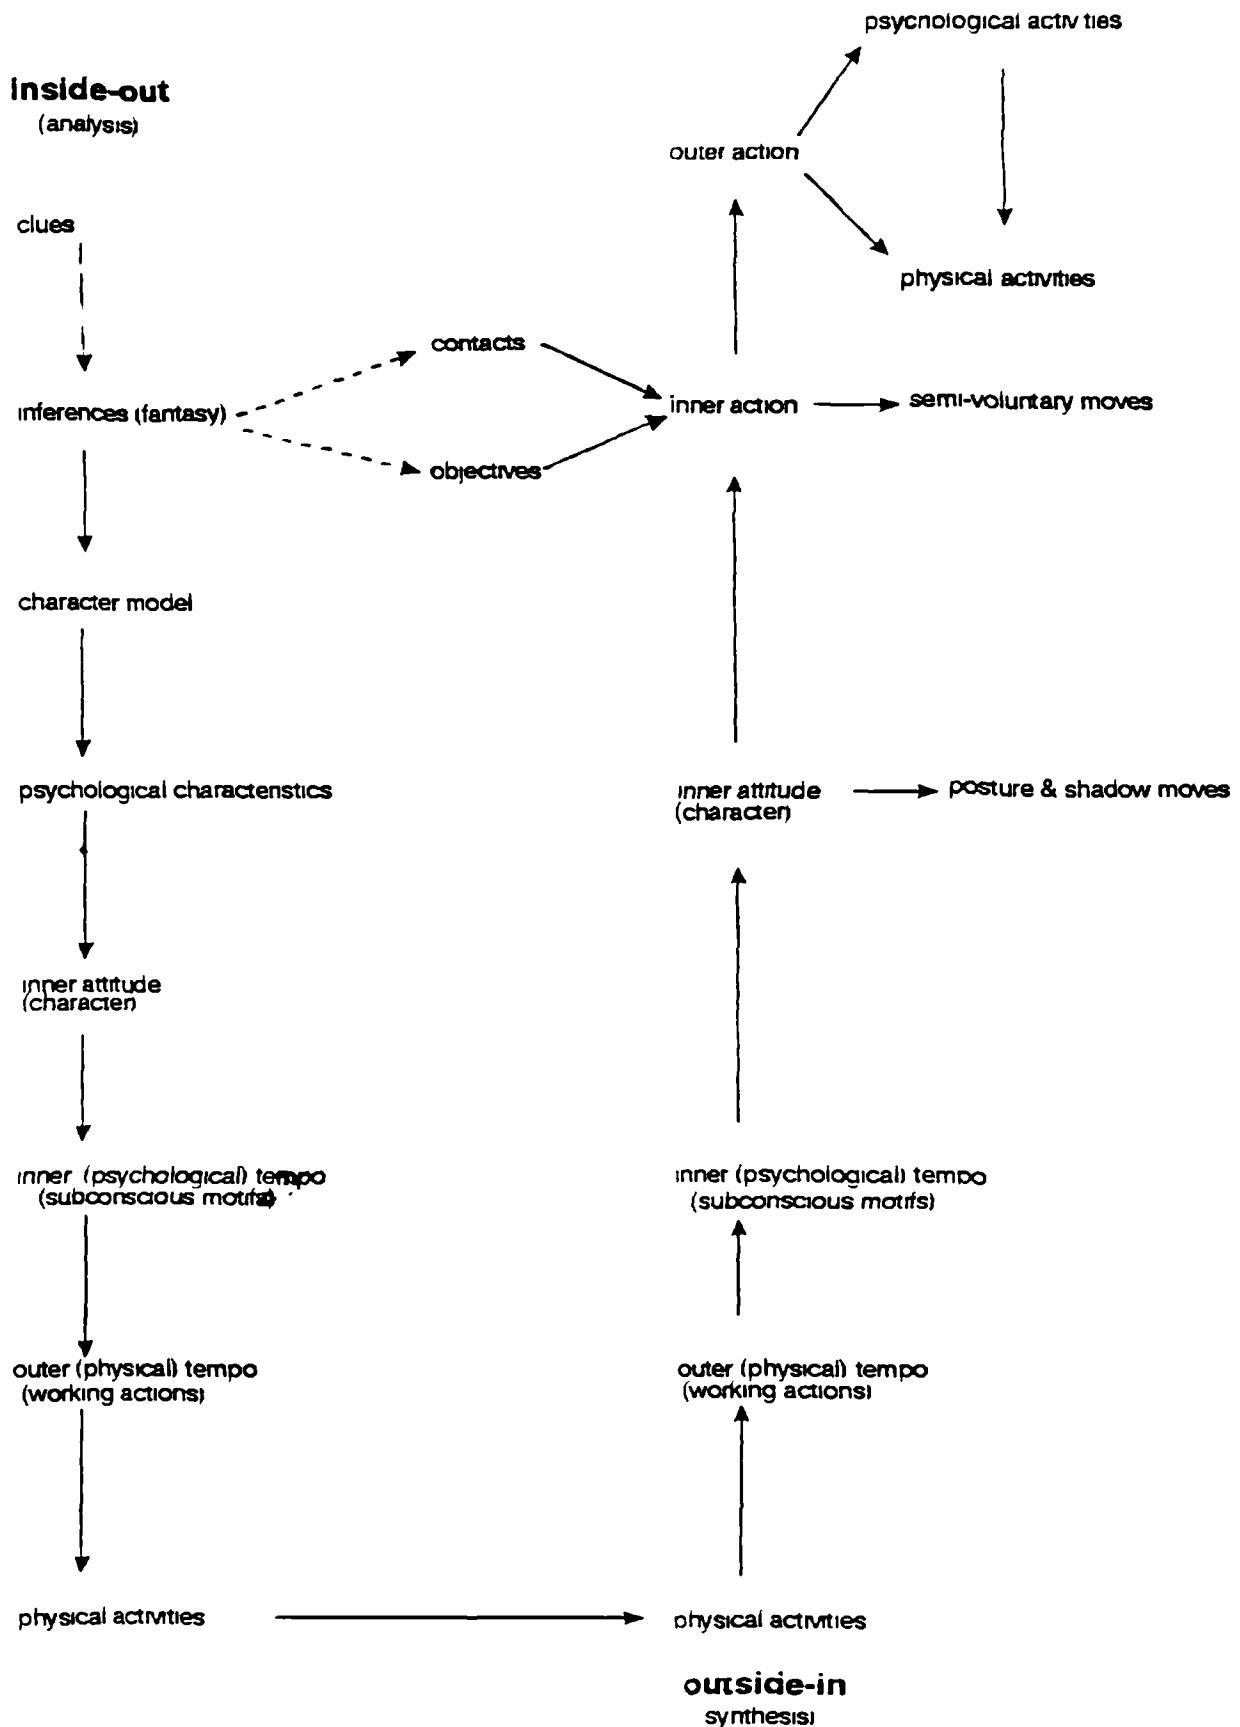 inside-out
(analysis)
clues
inferences (fantasy)
character model
psychological characteristics
inner attitude
(character)
inner (psychological) tempo
(subconscious motifs)
outer (physical) tempo
(working actions)
physical activities
contacts
objectives
psychological activities
outer action
physical activities
inner action
semi-voluntary moves
inner attitude
(character)
posture & shadow moves
inner (psychological) tempo
(subconscious motifs)
outer (physical) tempo
(working actions)
physical activities
outside-in
synthesis)